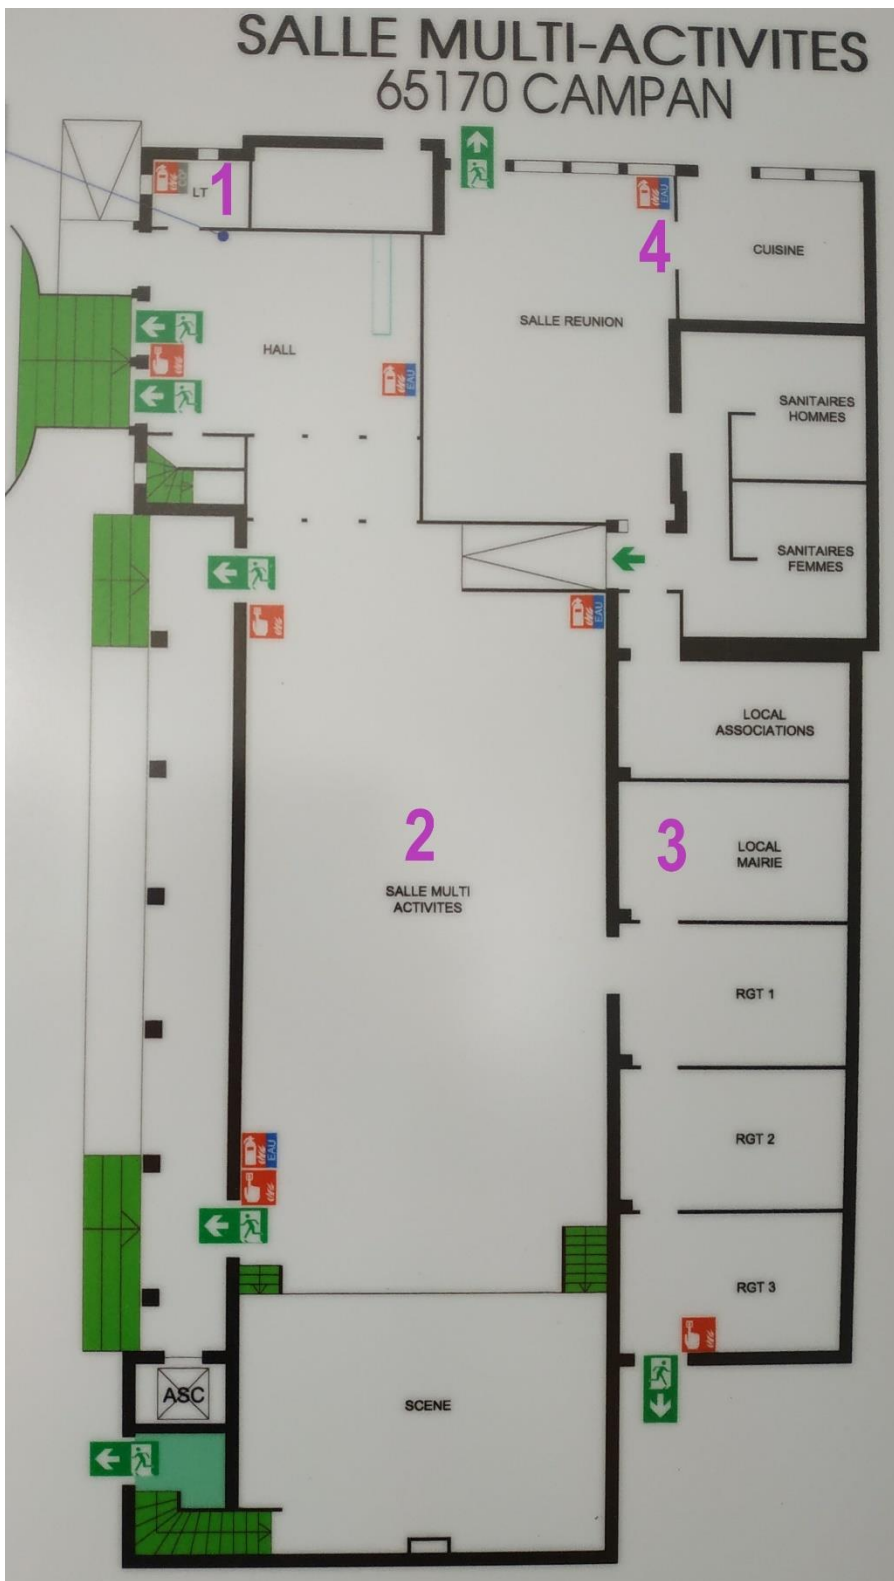 SALLE MULTI-ACTIVITES
65170 CAMPAN
1
LT
4
EAU
CUISINE
SALLE REUNION
HALL
EAU
SANITAIRES
HOMMES
SANITAIRES
FEMMES
EAU
LOCAL
ASSOCIATIONS
2
3
LOCAL
MAIRIE
SALLE MULTI
ACTIVITES
RGT 1
RGT 2
EAU
RGT 3
ASC
SCENE